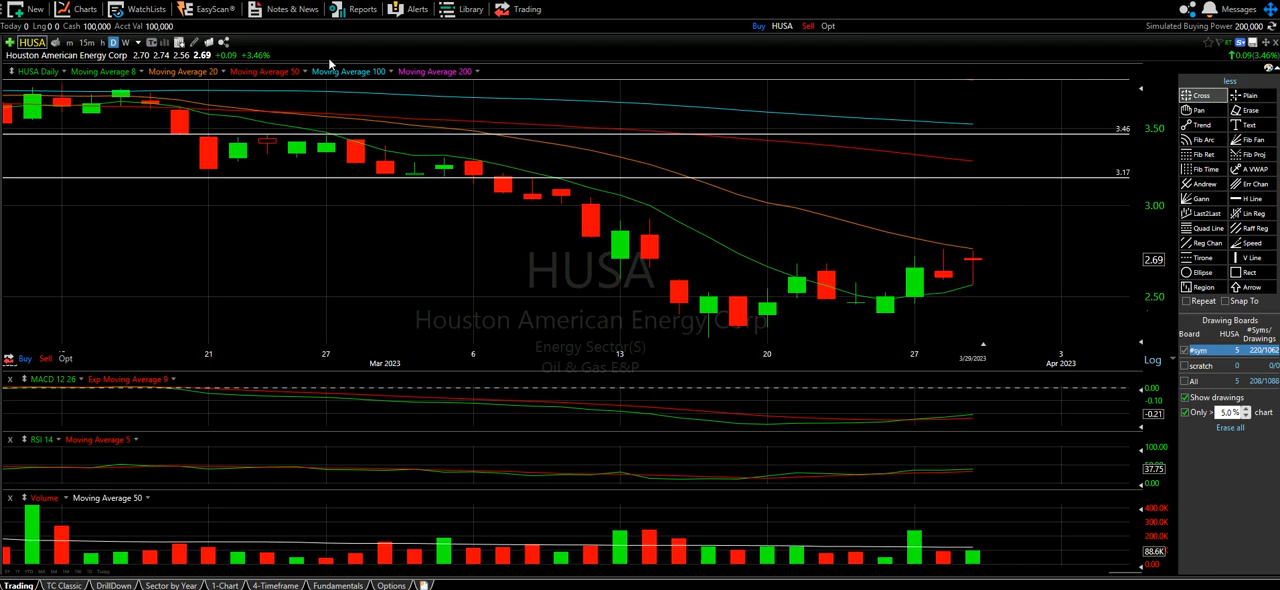 New Charts WatchLists EasyScan® Notes & News Reports Alerts Library Trading Messages
Today 0 Lng 0 0 Cash 100,000 Acct Val 100,000 Buy HUSA Sell Opt Simulated Buying Power 200,000
HUSA m 15m h D W
Houston American Energy Corp 2.70 2.74 2.56 2.69 +0.09 +3.46% 0.09(3.46%)
HUSA Daily Moving Average 8 Moving Average 20 Moving Average 50 Moving Average 100 Moving Average 200
less
Cross Plain
Pan Erase
Trend Text
Fib Arc Fib Fan
Fib Ret Fib Proj
Fib Time A VWAP
Andrew Err Chan
Gann H Line
Last2Last Lin Reg
Quad Line Raff Reg
Reg Chan Speed
Tirone V Line
Ellipse Rect
Region Arrow
Repeat Snap To
Drawing Boards
Board HUSA #Syms/
Drawings
#sym 5 220/1062
scratch 0 0/0
All 5 208/1088
Show drawings
Only > 5.0 % chart
Erase all
3.50
3.46
3.17
3.00
2.69
2.50
HUSA
Houston American Energy Corp
Energy Sector(S)
Oil & Gas E&P
21 27 6 13 20 27 3
Mar 2023 3/29/2023 Apr 2023
Buy Sell Opt Log
X MACD 12 26 Exp Moving Average 9
0.00
-0.10
-0.21
X RSI 14 Moving Average 5
100.00
37.75
0.00
X Volume Moving Average 50
400.0K
300.0K
200.0K
88.6K
0.00
Trading TC Classic DrillDown Sector by Year 1-Chart 4-Timeframe Fundamentals Options